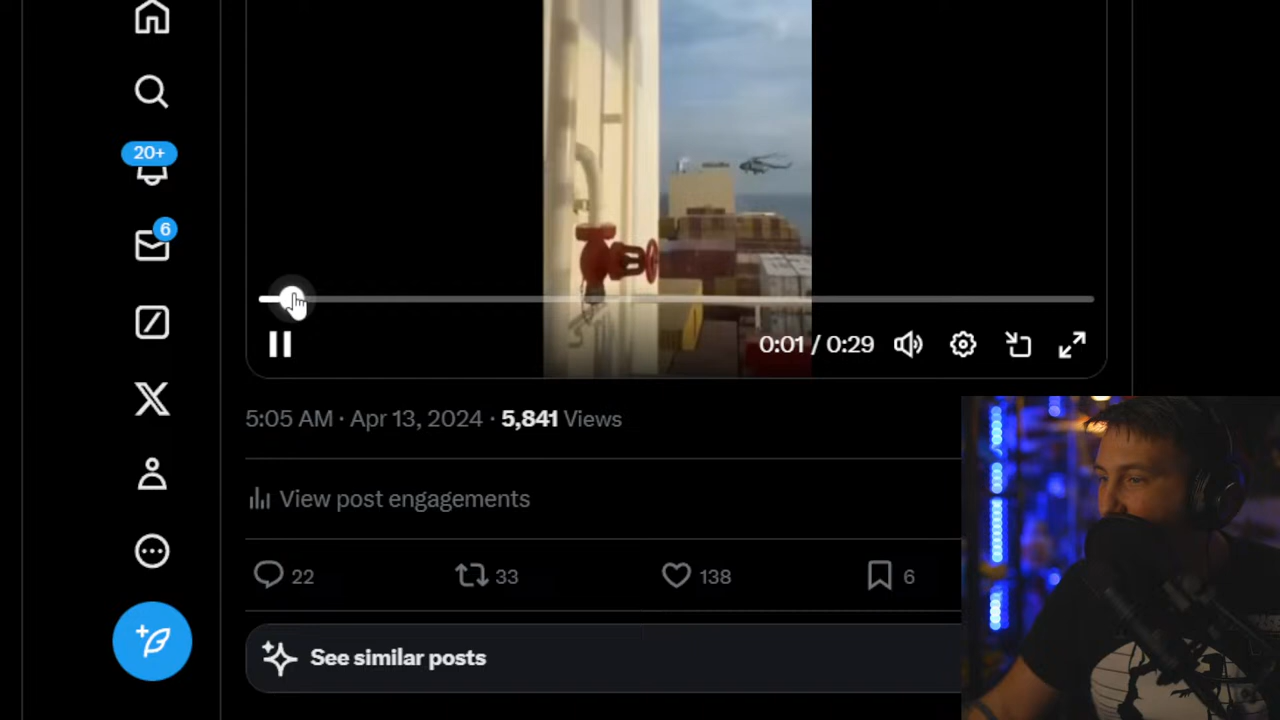 20+
6
0:01 / 0:29
5:05 AM · Apr 13, 2024 · 5,841 Views
View post engagements
22 33 138 6
See similar posts